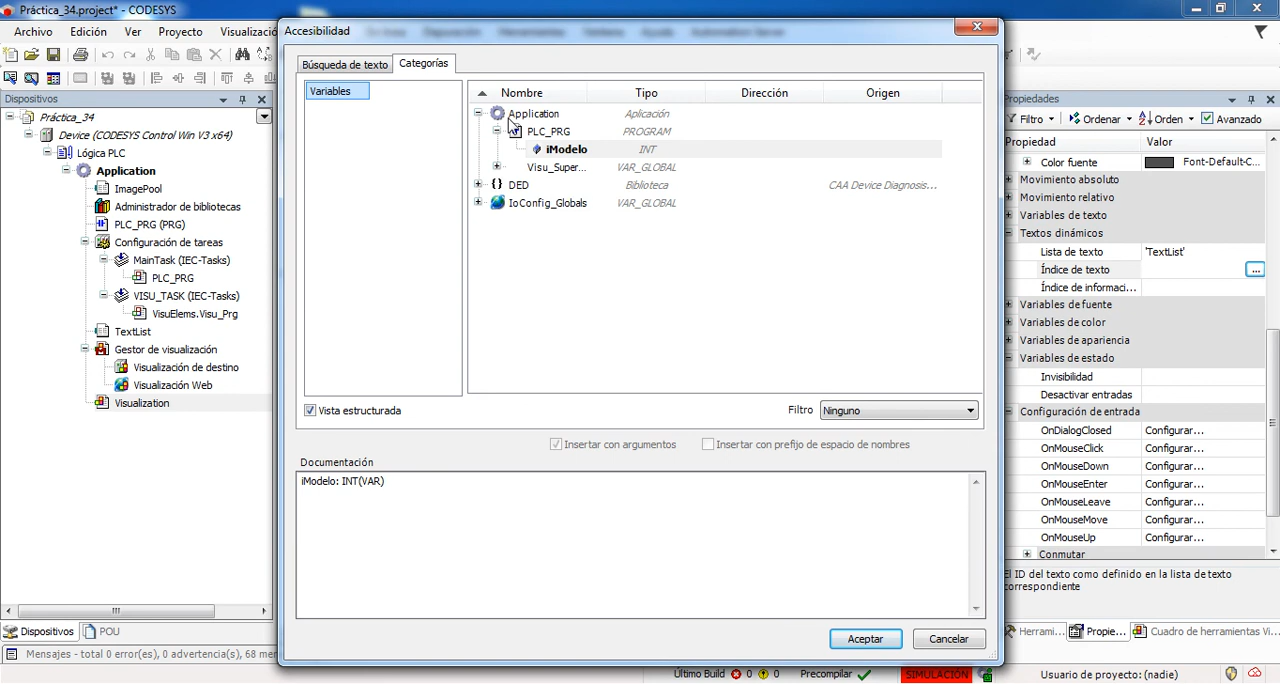 Práctica_34.project* - CODESYS
Archivo Edición Ver Proyecto Visualizació
Accesibilidad
Dispositivos
Práctica_34
Device (CODESYS Control Win V3 x64)
Lógica PLC
Application
ImagePool
Administrador de bibliotecas
PLC_PRG (PRG)
Configuración de tareas
MainTask (IEC-Tasks)
PLC_PRG
VISU_TASK (IEC-Tasks)
VisuElems.Visu_Prg
TextList
Gestor de visualización
Visualización de destino
Visualización Web
Visualization
Dispositivos POU
Mensajes - total 0 error(es), 0 advertencia(s), 68 men
Búsqueda de texto Categorías
Variables
Nombre Tipo Dirección Origen
Application Aplicación
PLC_PRG PROGRAM
iModelo INT
Visu_Super... VAR_GLOBAL
DED Biblioteca CAA Device Diagnosis...
IoConfig_Globals VAR_GLOBAL
Vista estructurada
Filtro Ninguno
Insertar con argumentos Insertar con prefijo de espacio de nombres
Documentación
iModelo: INT(VAR)
Aceptar Cancelar
Propiedades
Filtro Ordenar Orden Avanzado
Propiedad Valor
Color fuente Font-Default-C...
Movimiento absoluto
Movimiento relativo
Variables de texto
Textos dinámicos
Lista de texto 'TextList'
Índice de texto ...
Índice de informaci...
Variables de fuente
Variables de color
Variables de apariencia
Variables de estado
Invisibilidad
Desactivar entradas
Configuración de entrada
OnDialogClosed Configurar...
OnMouseClick Configurar...
OnMouseDown Configurar...
OnMouseEnter Configurar...
OnMouseLeave Configurar...
OnMouseMove Configurar...
OnMouseUp Configurar...
Conmutar
El ID del texto como definido en la lista de texto
correspondiente
Herrami... Propie... Cuadro de herramientas Vi...
Último Build 0 0 Precompilar SIMULACIÓN Usuario de proyecto: (nadie)